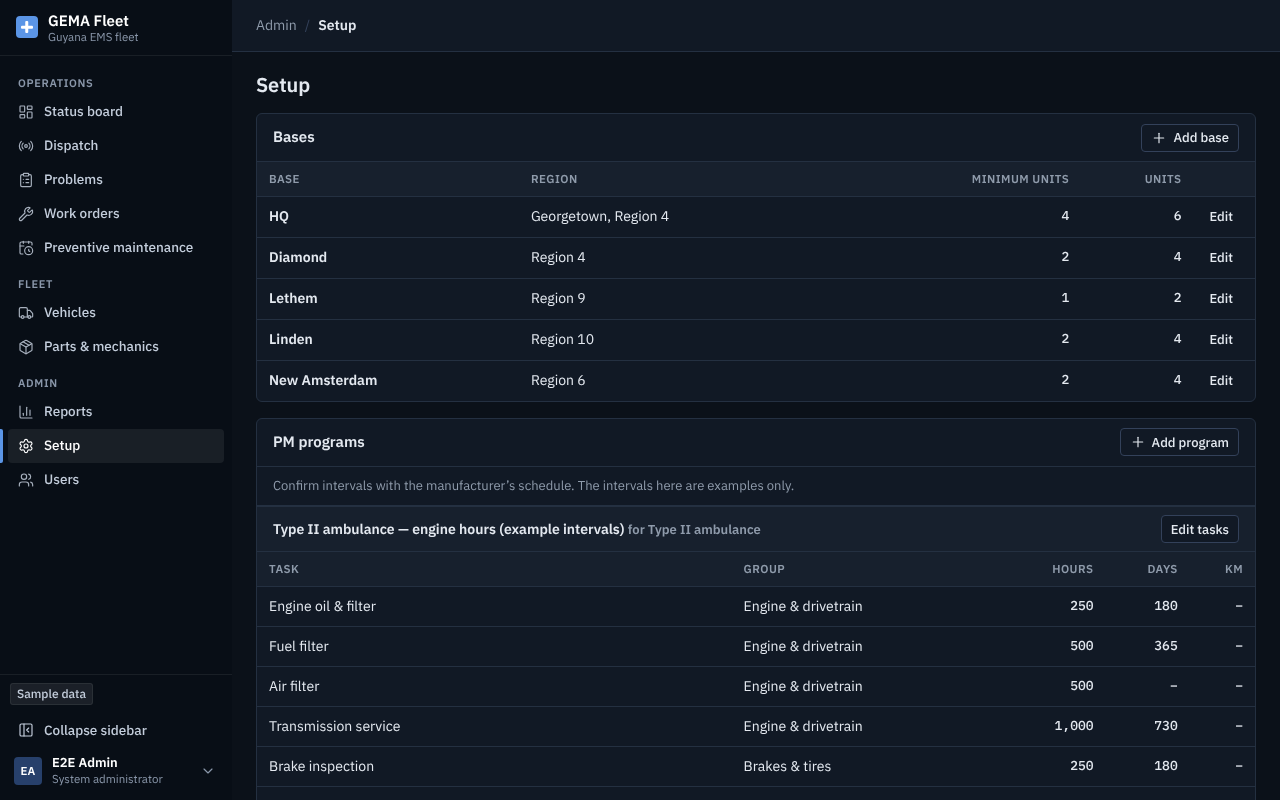 GEMA Fleet
Guyana EMS fleet
OPERATIONS
Status board
Dispatch
Problems
Work orders
Preventive maintenance
FLEET
Vehicles
Parts & mechanics
ADMIN
Reports
Setup
Users
Sample data
Collapse sidebar
EA
E2E Admin
System administrator
Admin / Setup
Setup
Bases
Add base
BASE REGION MINIMUM UNITS UNITS
HQ Georgetown, Region 4 4 6 Edit
Diamond Region 4 2 4 Edit
Lethem Region 9 1 2 Edit
Linden Region 10 2 4 Edit
New Amsterdam Region 6 2 4 Edit
PM programs
Add program
Confirm intervals with the manufacturer’s schedule. The intervals here are examples only.
Type II ambulance — engine hours (example intervals) for Type II ambulance Edit tasks
TASK GROUP HOURS DAYS KM
Engine oil & filter Engine & drivetrain 250 180 –
Fuel filter Engine & drivetrain 500 365 –
Air filter Engine & drivetrain 500 – –
Transmission service Engine & drivetrain 1,000 730 –
Brake inspection Brakes & tires 250 180 –